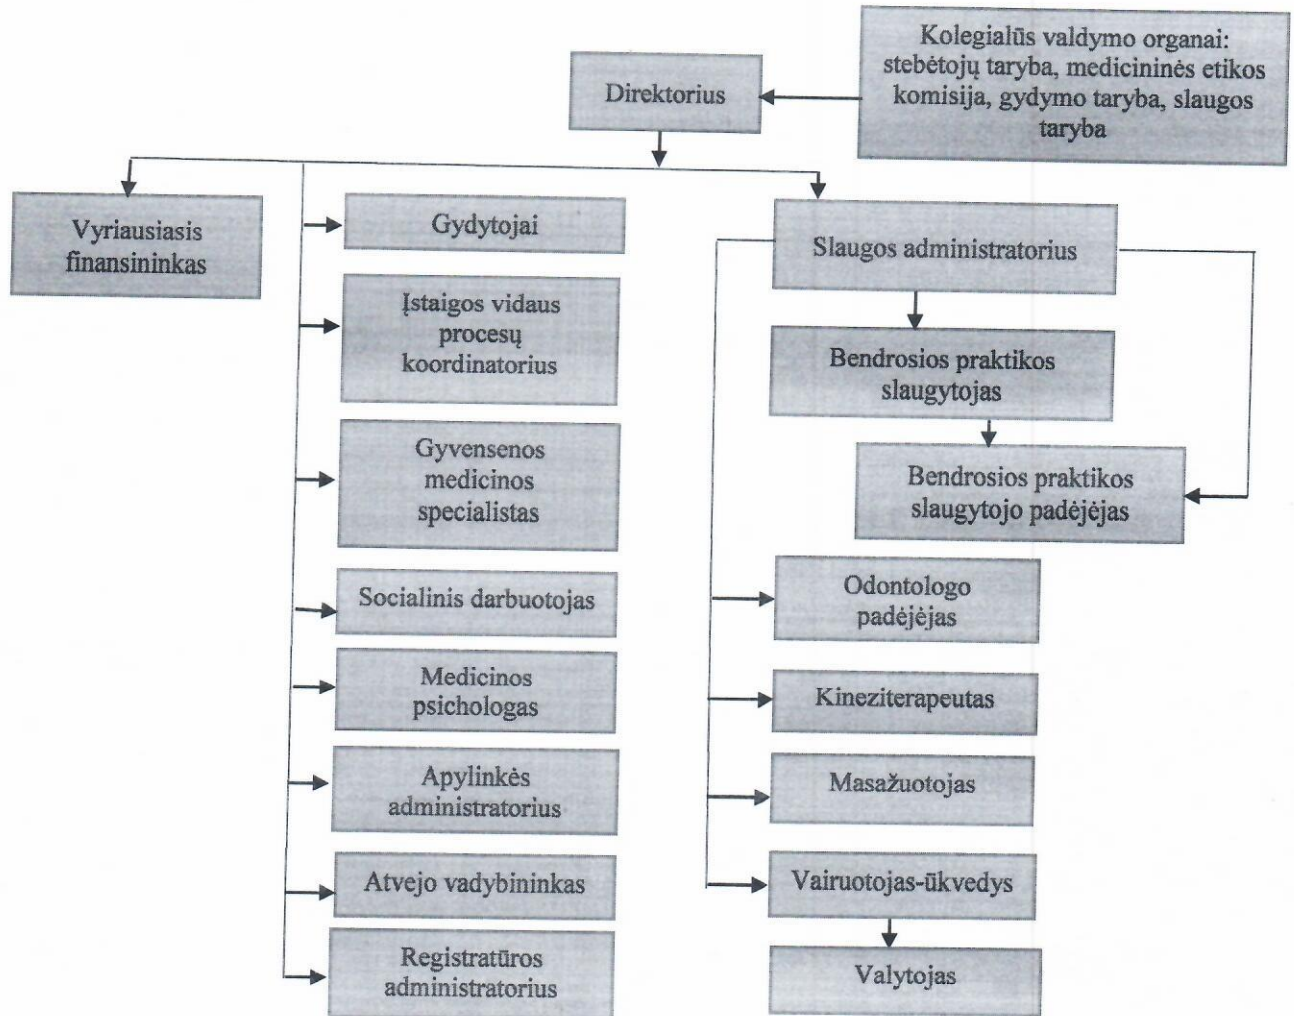 Kolegialūs valdymo organai:
stebėtojų taryba, medicininės etikos
komisija, gydymo taryba, slaugos
taryba
Direktorius
Vyriausiasis
finansininkas
Gydytojai
Įstaigos vidaus
procesų
koordinatorius
Gyvensenos
medicinos
specialistas
Socialinis darbuotojas
Medicinos
psichologas
Apylinkės
administratorius
Atvejo vadybininkas
Registratūros
administratorius
Slaugos administratorius
Bendrosios praktikos
slaugytojas
Bendrosios praktikos
slaugytojo padėjėjas
Odontologo
padėjėjas
Kineziterapeutas
Masažuotojas
Vairuotojas-ūkvedys
Valytojas